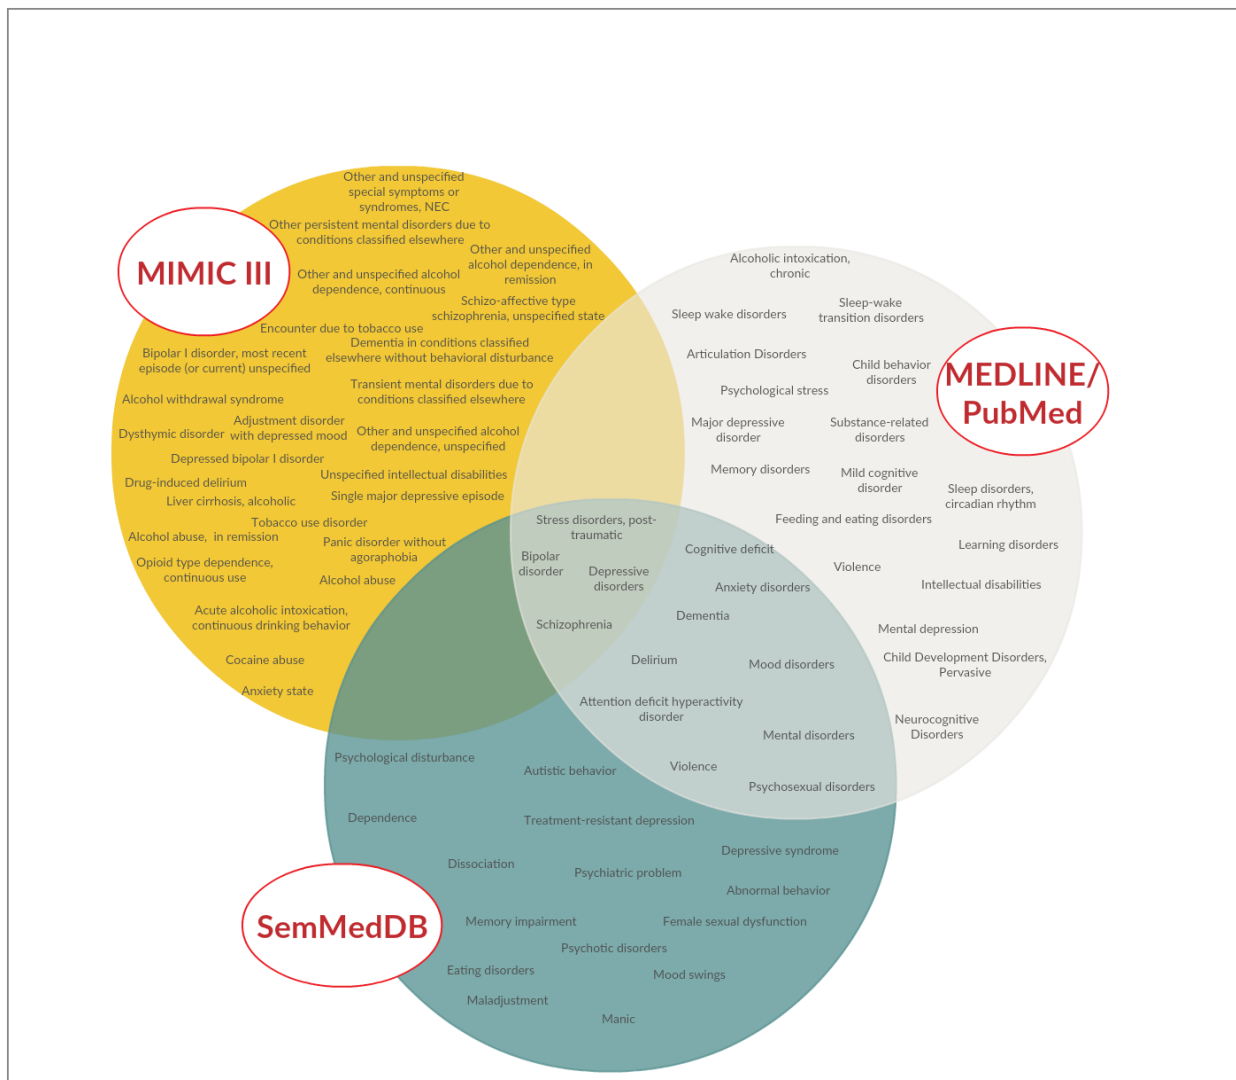 Other and unspecified
special symptoms or
syndromes, NEC
Other persistent mental disorders due to
conditions classified elsewhere
MIMIC III
Other and unspecified
alcohol dependence, in
remission
Other and unspecified alcohol
dependence, continuous
Schizo-affective type
schizophrenia, unspecified state
Encounter due to tobacco use
Dementia in conditions classified
elsewhere without behavioral disturbance
Bipolar I disorder, most recent
episode (or current) unspecified
Transient mental disorders due to
conditions classified elsewhere
Alcohol withdrawal syndrome
Adjustment disorder
with depressed mood
Dysthymic disorder
Other and unspecified alcohol
dependence, unspecified
Depressed bipolar I disorder
Unspecified intellectual disabilities
Drug-induced delirium
Liver cirrhosis, alcoholic
Single major depressive episode
Tobacco use disorder
Alcohol abuse, in remission
Panic disorder without
agoraphobia
Opioid type dependence,
continuous use
Alcohol abuse
Acute alcoholic intoxication,
continuous drinking behavior
Cocaine abuse
Anxiety state
Alcoholic intoxication,
chronic
Sleep wake disorders
Sleep-wake
transition disorders
Articulation Disorders
Child behavior
disorders
MEDLINE/
PubMed
Psychological stress
Major depressive
disorder
Substance-related
disorders
Memory disorders
Mild cognitive
disorder
Sleep disorders,
circadian rhythm
Feeding and eating disorders
Learning disorders
Violence
Intellectual disabilities
Mental depression
Child Development Disorders,
Pervasive
Neurocognitive
Disorders
Stress disorders, post-
traumatic
Bipolar
disorder
Depressive
disorders
Schizophrenia
Cognitive deficit
Anxiety disorders
Dementia
Delirium
Mood disorders
Attention deficit hyperactivity
disorder
Mental disorders
Violence
Psychosexual disorders
Psychological disturbance
Autistic behavior
Dependence
Treatment-resistant depression
Depressive syndrome
Dissociation
Psychiatric problem
Abnormal behavior
SemMedDB
Memory impairment
Female sexual dysfunction
Psychotic disorders
Eating disorders
Mood swings
Maladjustment
Manic